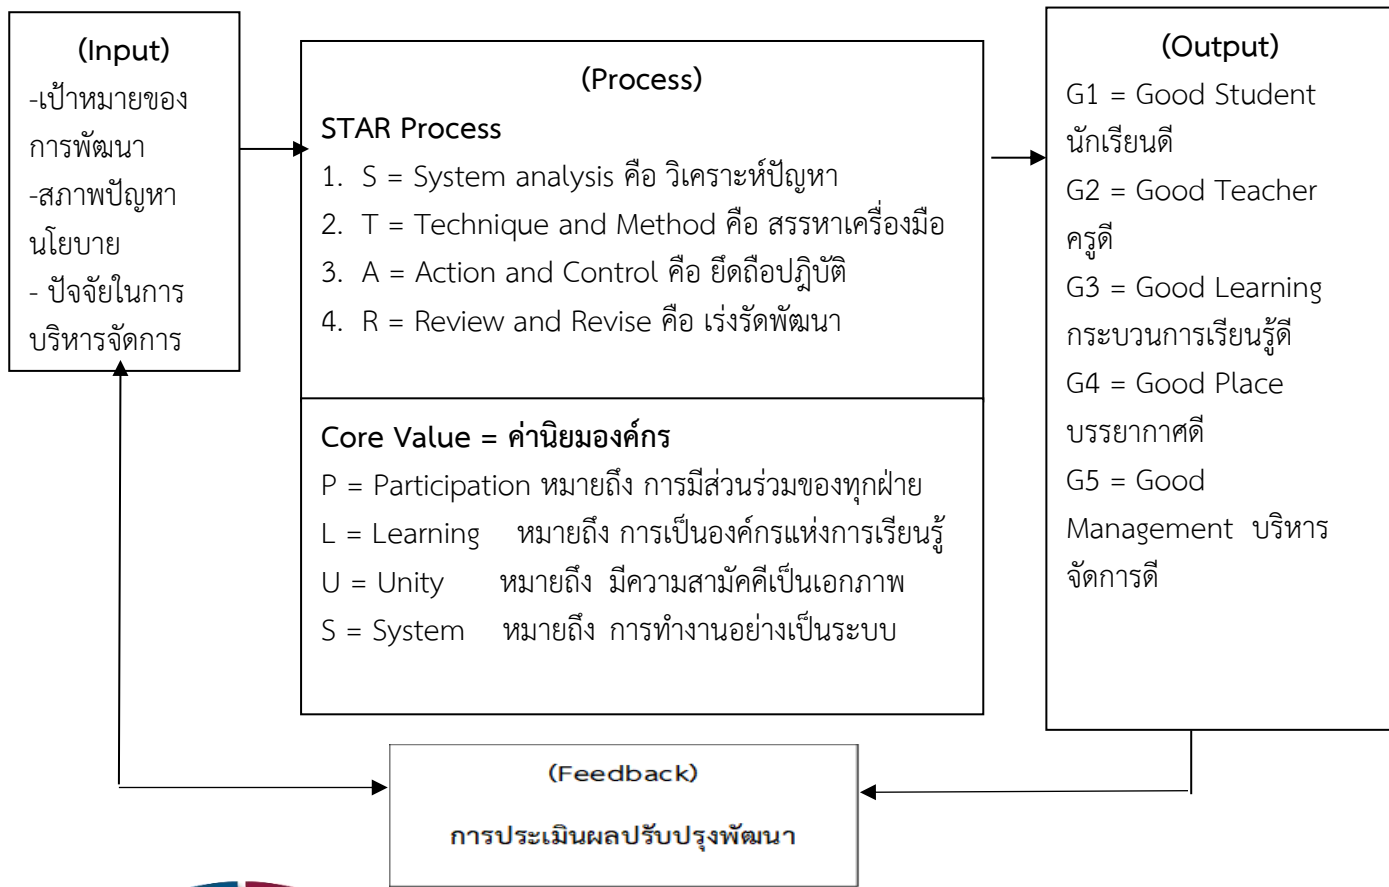 (Input)
-เป้าหมายของ
การพัฒนา
-สภาพปัญหา
นโยบาย
- ปัจจัยในการ
บริหารจัดการ
(Process)
STAR Process
1. S = System analysis คือ วิเคราะห์ปัญหา
2. T = Technique and Method คือ สรรหาเครื่องมือ
3. A = Action and Control คือ ยึดถือปฎิบัติ
4. R = Review and Revise คือ เร่งรัดพัฒนา
Core Value = ค่านิยมองค์กร
P = Participation หมายถึง การมีส่วนร่วมของทุกฝ่าย
L = Learning หมายถึง การเป็นองค์กรแห่งการเรียนรู้
U = Unity หมายถึง มีความสามัคคีเป็นเอกภาพ
S = System หมายถึง การทำงานอย่างเป็นระบบ
(Output)
G1 = Good Student
นักเรียนดี
G2 = Good Teacher
ครูดี
G3 = Good Learning
กระบวนการเรียนรู้ดี
G4 = Good Place
บรรยากาศดี
G5 = Good
Management บริหาร
จัดการดี
(Feedback)
การประเมินผลปรับปรุงพัฒนา